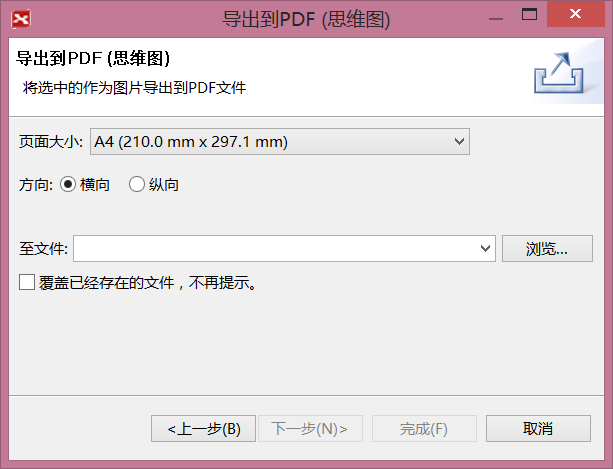 导出到PDF (思维图)
导出到PDF (思维图)
将选中的作为图片导出到PDF文件
页面大小: A4 (210.0 mm x 297.1 mm)
方向: 横向 纵向
至文件: 浏览...
覆盖已经存在的文件，不再提示。
<上一步(B) 下一步(N)> 完成(F) 取消